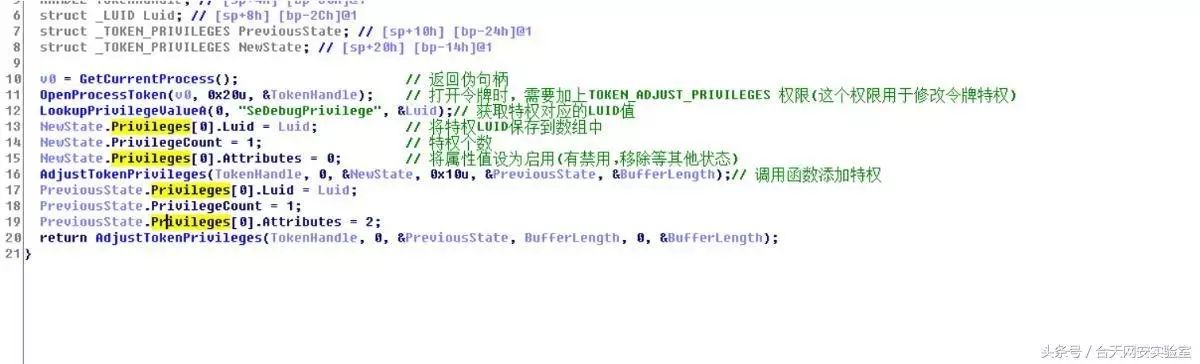 6 struct _LUID Luid; // [sp+8h] [bp-2Ch]@1
7 struct _TOKEN_PRIVILEGES PreviousState; // [sp+10h] [bp-24h]@1
8 struct _TOKEN_PRIVILEGES NewState; // [sp+20h] [bp-14h]@1
9
10 v0 = GetCurrentProcess(); // 返回伪句柄
11 OpenProcessToken(v0, 0x20u, &TokenHandle); // 打开令牌时,需要加上TOKEN_ADJUST_PRIVILEGES 权限(这个权限用于修改令牌特权)
12 LookupPrivilegeValueA(0, "SeDebugPrivilege", &Luid);// 获取特权对应的LUID值
13 NewState.Privileges[0].Luid = Luid; // 将特权LUID保存到数组中
14 NewState.PrivilegeCount = 1; // 特权个数
15 NewState.Privileges[0].Attributes = 0; // 将属性值设为启用(有禁用,移除等其他状态)
16 AdjustTokenPrivileges(TokenHandle, 0, &NewState, 0x10u, &PreviousState, &BufferLength);// 调用函数添加特权
17 PreviousState.Privileges[0].Luid = Luid;
18 PreviousState.PrivilegeCount = 1;
19 PreviousState.Privileges[0].Attributes = 2;
20 return AdjustTokenPrivileges(TokenHandle, 0, &PreviousState, BufferLength, 0, &BufferLength);
21 }
头条号 / 合天网安实验室